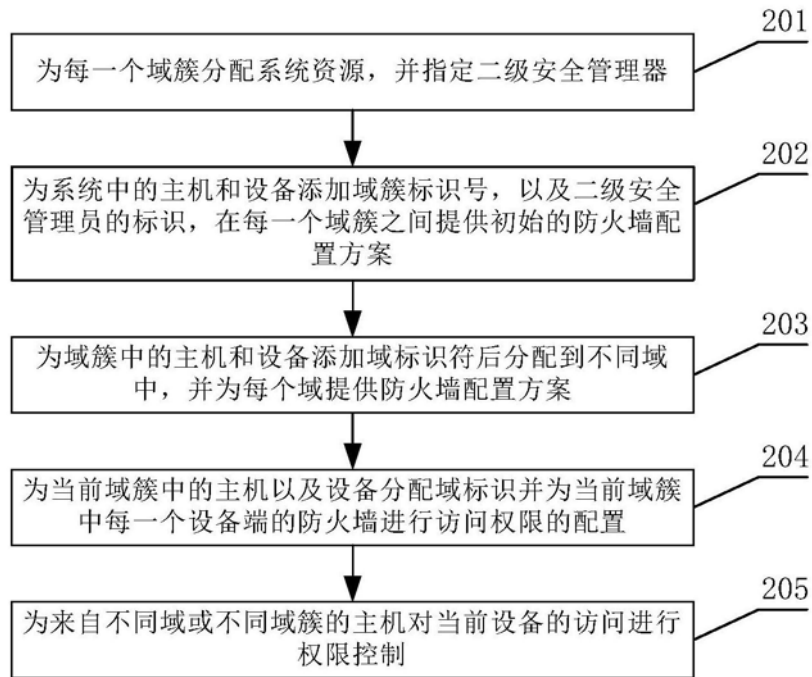 201
为每一个域簇分配系统资源，并指定二级安全管理器
202
为系统中的主机和设备添加域簇标识号，以及二级安全
管理员的标识，在每一个域簇之间提供初始的防火墙配
置方案
203
为域簇中的主机和设备添加域标识符后分配到不同域
中，并为每个域提供防火墙配置方案
204
为当前域簇中的主机以及设备分配域标识并为当前域簇
中每一个设备端的防火墙进行访问权限的配置
205
为来自不同域或不同域簇的主机对当前设备的访问进行
权限控制